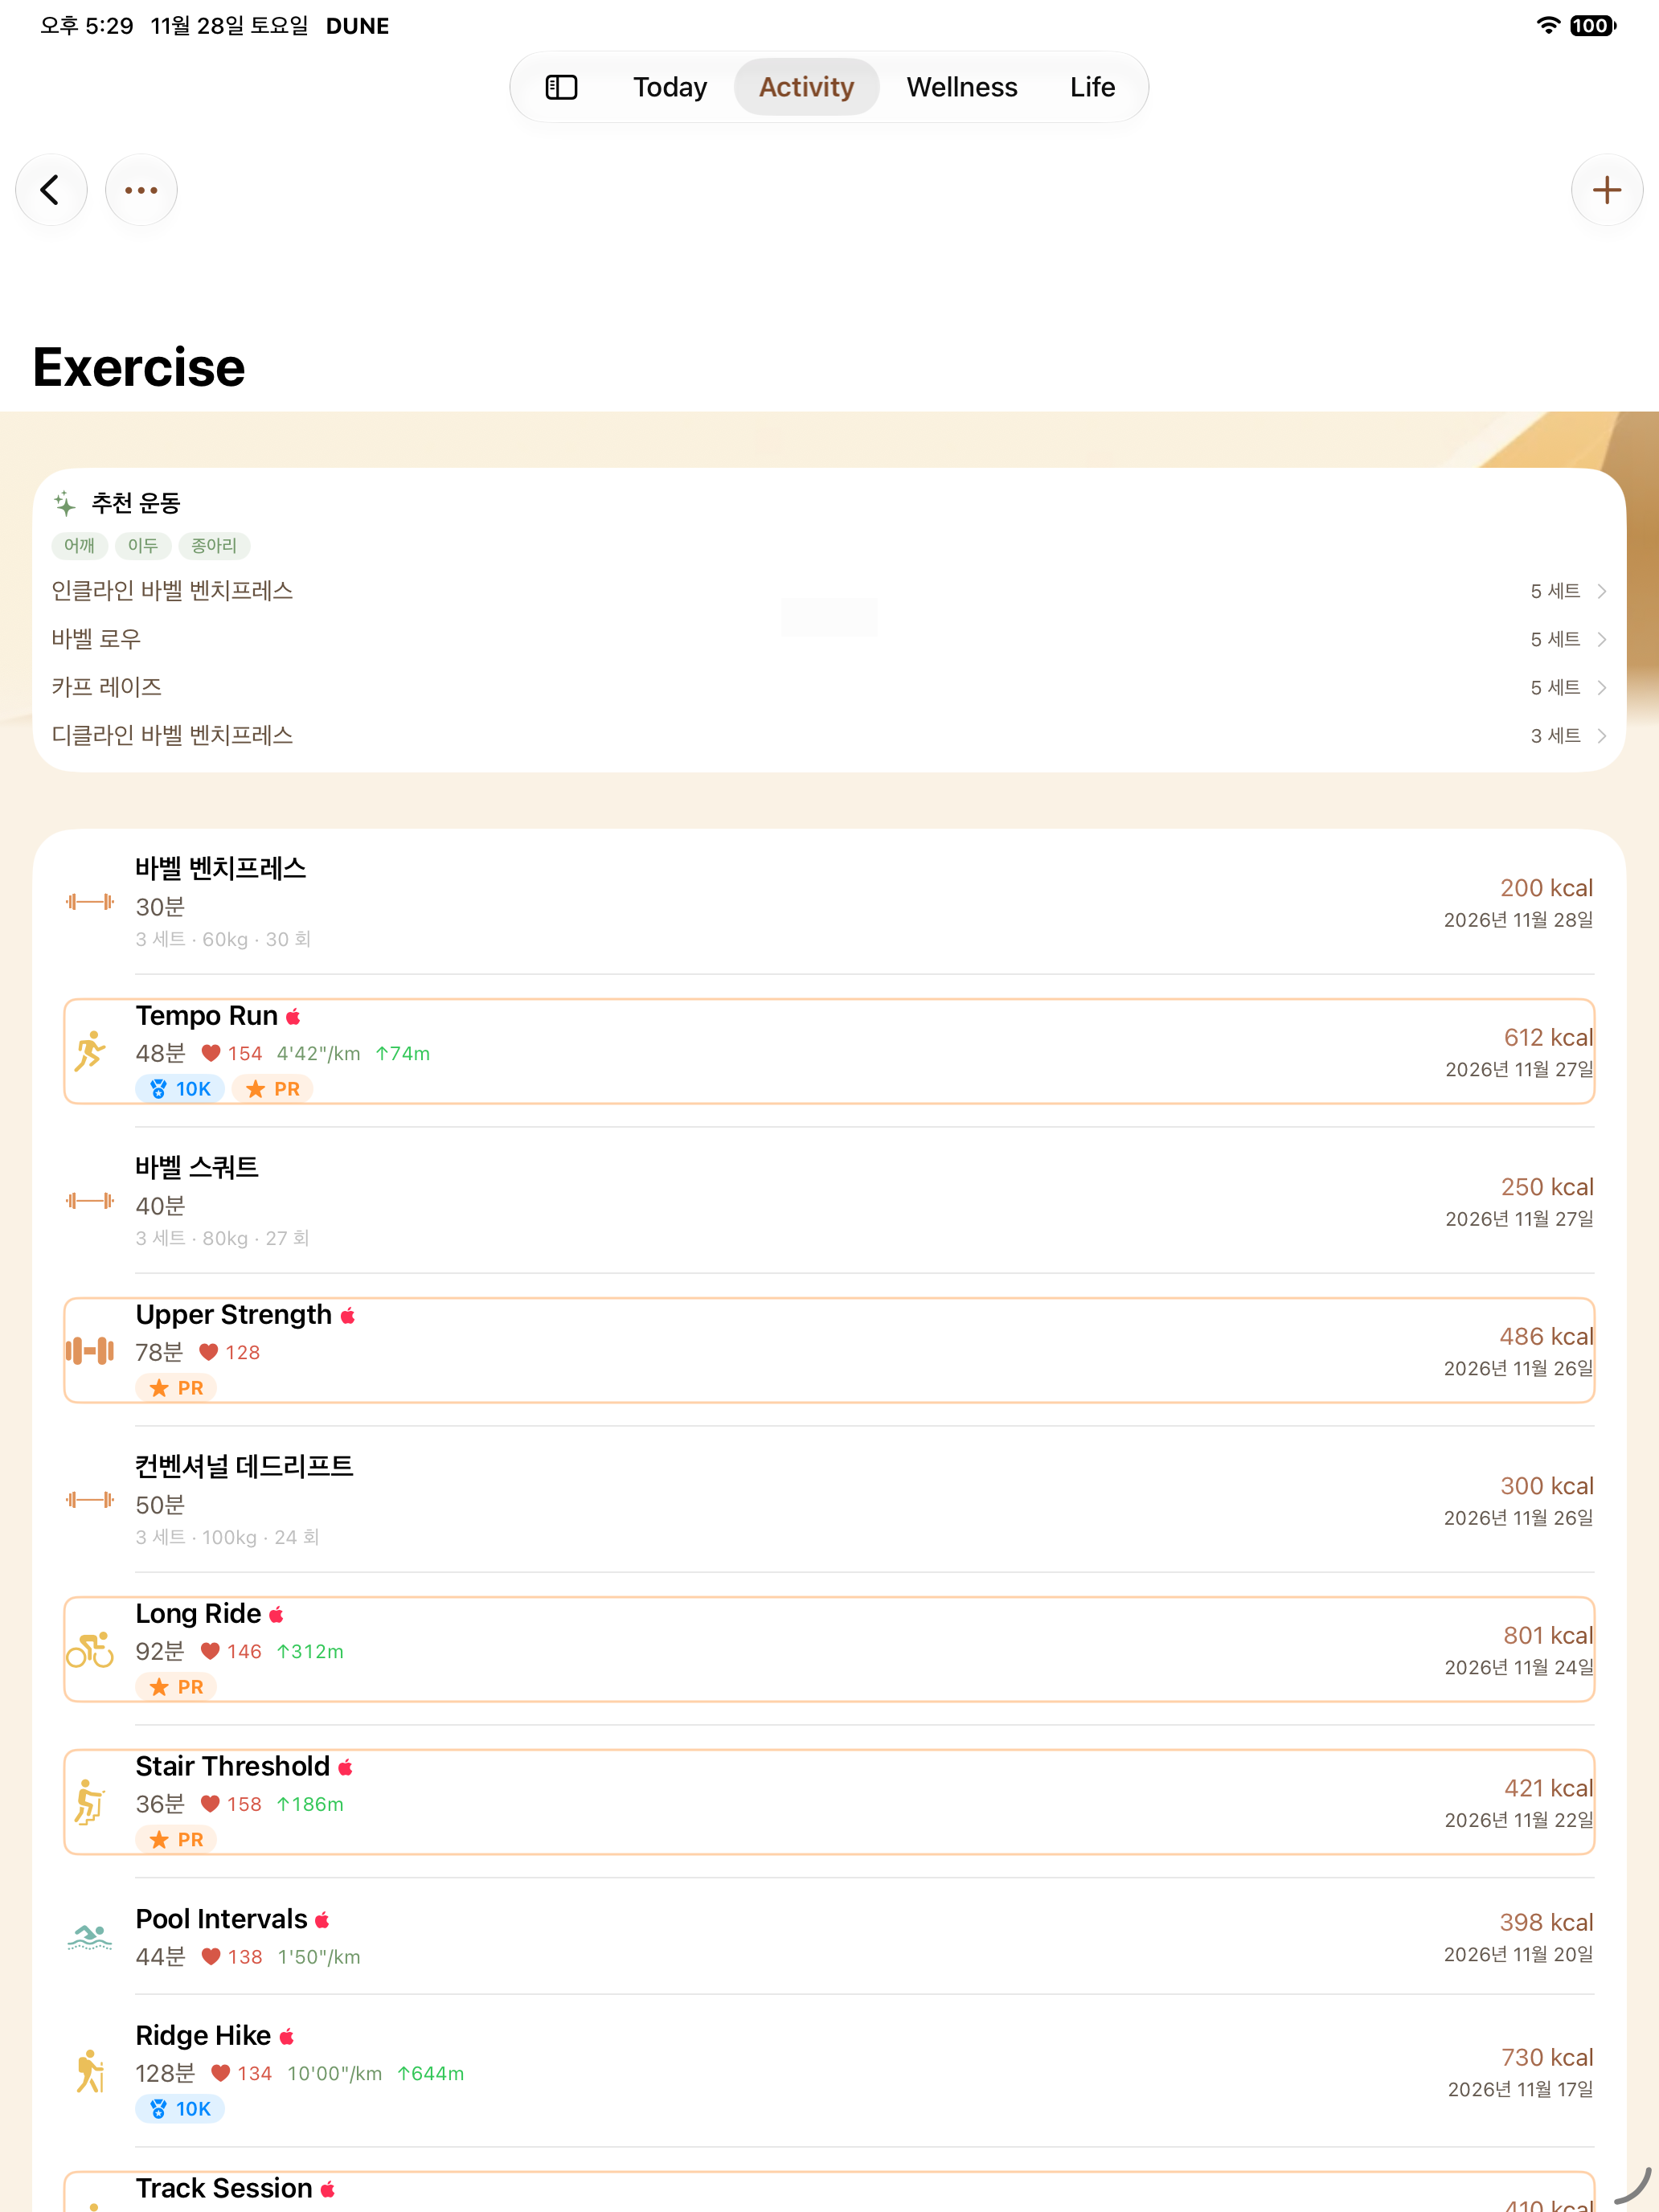 오후 5:29 11월 28일 토요일 DUNE
100
Today Activity Wellness Life
Exercise
추천 운동
어깨 이두 종아리
인클라인 바벨 벤치프레스 5 세트
바벨 로우 5 세트
카프 레이즈 5 세트
디클라인 바벨 벤치프레스 3 세트
바벨 벤치프레스
30분
3 세트 · 60kg · 30 회
200 kcal
2026년 11월 28일
Tempo Run
48분 154 4'42"/km ↑74m
10K PR
612 kcal
2026년 11월 27일
바벨 스쿼트
40분
3 세트 · 80kg · 27 회
250 kcal
2026년 11월 27일
Upper Strength
78분 128
PR
486 kcal
2026년 11월 26일
컨벤셔널 데드리프트
50분
3 세트 · 100kg · 24 회
300 kcal
2026년 11월 26일
Long Ride
92분 146 ↑312m
PR
801 kcal
2026년 11월 24일
Stair Threshold
36분 158 ↑186m
PR
421 kcal
2026년 11월 22일
Pool Intervals
44분 138 1'50"/km
398 kcal
2026년 11월 20일
Ridge Hike
128분 134 10'00"/km ↑644m
10K
730 kcal
2026년 11월 17일
Track Session
410 kcal